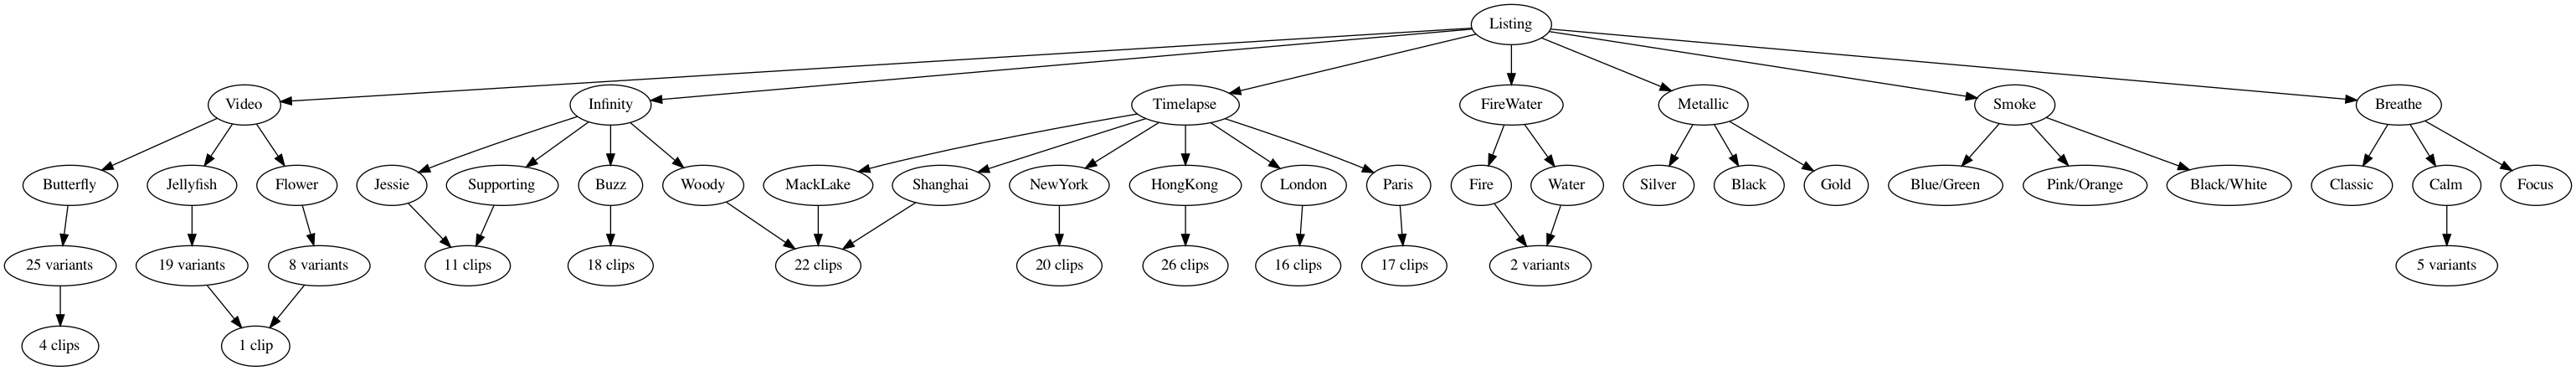 Listing
Video
Infinity
Timelapse
FireWater
Metallic
Smoke
Breathe
Butterfly
Jellyfish
Flower
Jessie
Supporting
Buzz
Woody
MackLake
Shanghai
NewYork
HongKong
London
Paris
Fire
Water
Silver
Black
Gold
Blue/Green
Pink/Orange
Black/White
Classic
Calm
Focus
25 variants
19 variants
8 variants
11 clips
18 clips
22 clips
20 clips
26 clips
16 clips
17 clips
2 variants
5 variants
4 clips
1 clip